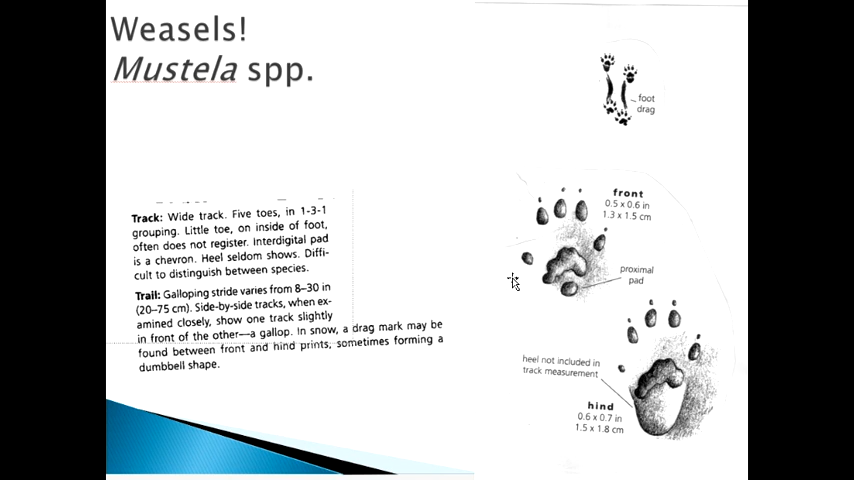 Weasels!
Mustela spp.
foot
drag
front
0.5 x 0.6 in
1.3 x 1.5 cm
Track: Wide track. Five toes, in 1-3-1
grouping. Little toe, on inside of foot,
often does not register. Interdigital pad
is a chevron. Heel seldom shows. Diffi-
cult to distinguish between species.
proximal
pad
Trail: Galloping stride varies from 8–30 in
(20–75 cm). Side-by-side tracks, when ex-
amined closely, show one track slightly
in front of the other—a gallop. In snow, a drag mark may be
found between front and hind prints, sometimes forming a
dumbbell shape.
heel not included in
track measurement
hind
0.6 x 0.7 in
1.5 x 1.8 cm